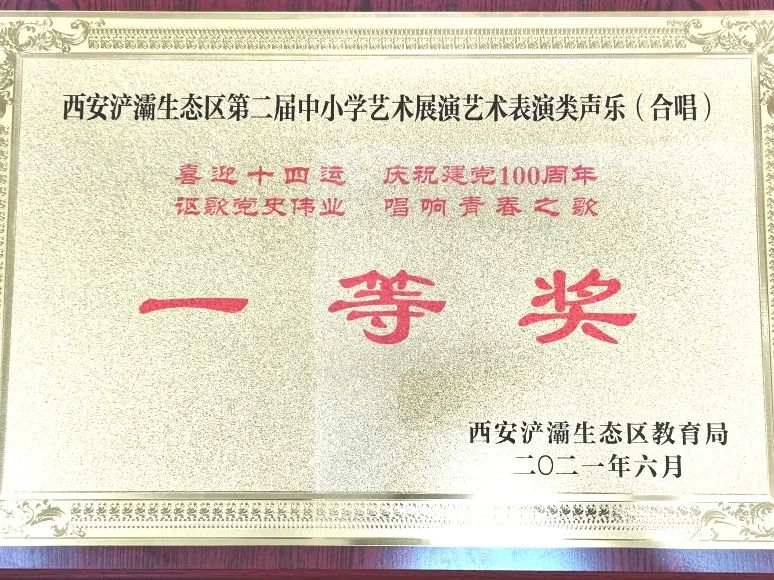 西安浐灞生态区第二届中小学艺术展演艺术表演类声乐（合唱）
喜迎十四运 庆祝建党100周年
讴歌党史伟业 唱响青春之歌
一等奖
西安浐灞生态区教育局
二〇二一年六月